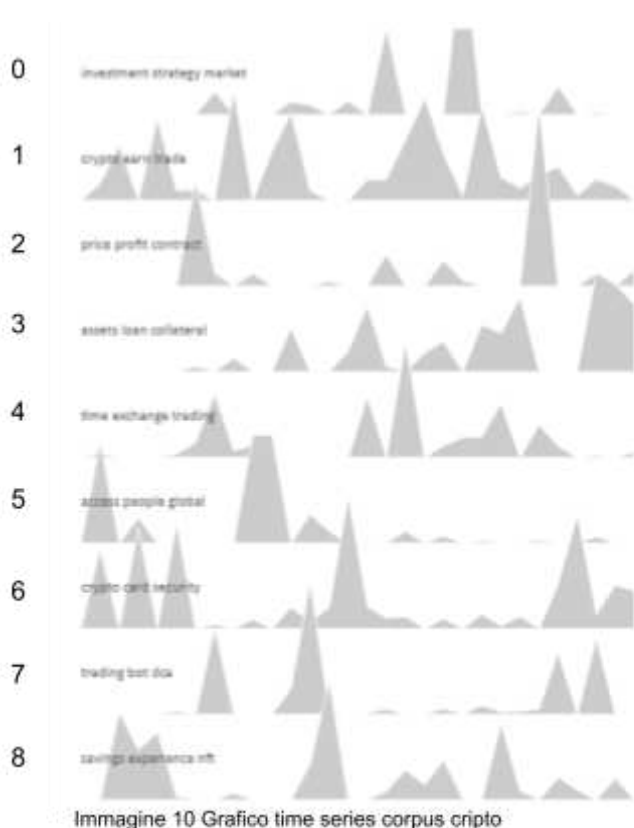 0 investment strategy market
1 crypto earn trade
2 price profit contract
3 assets loan collateral
4 time exchange trading
5 access people global
6 crypto card security
7 trading bot dca
8 savings experience nft
Immagine 10 Grafico time series corpus cripto